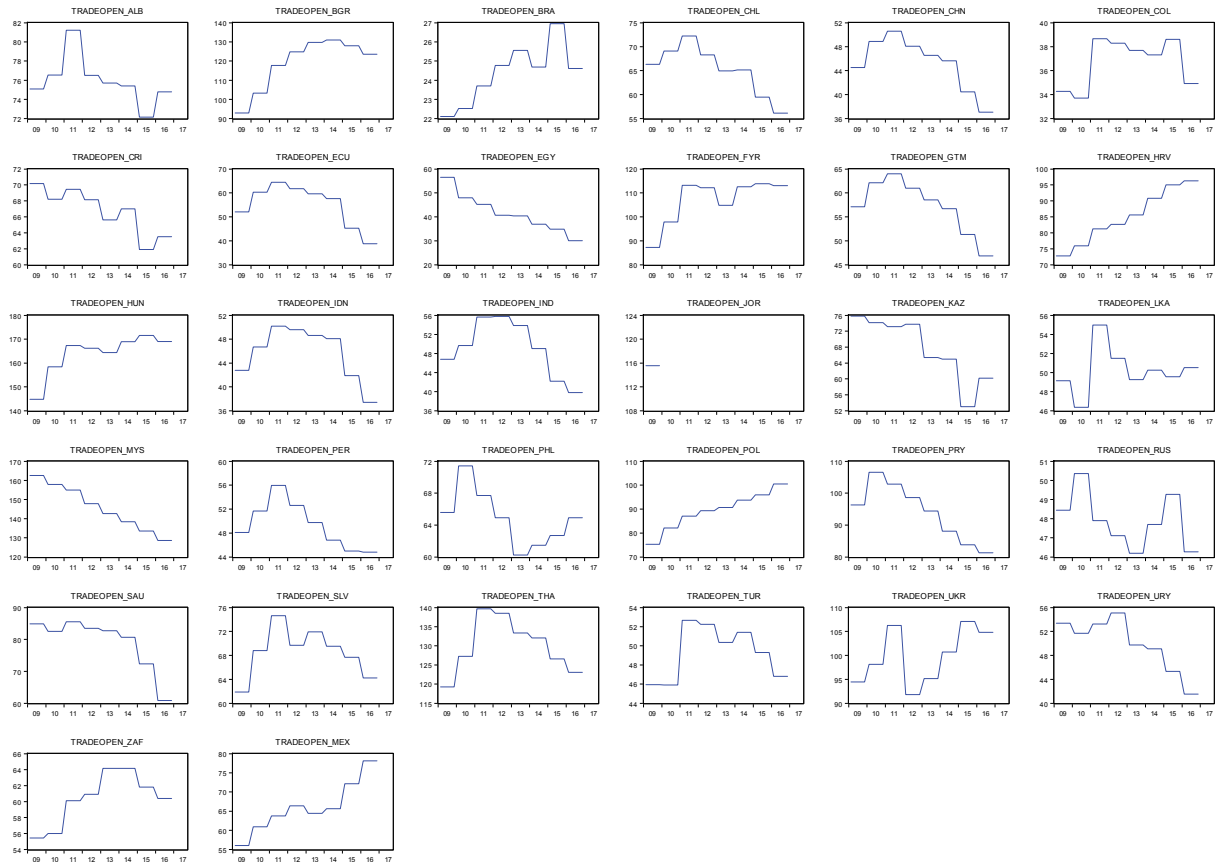 TRADEOPEN_ALB TRADEOPEN_BGR TRADEOPEN_BRA TRADEOPEN_CHL TRADEOPEN_CHN TRADEOPEN_COL
82 140 27 75 52 40
80 130 26 70 48 38
78 120 25 65 44 36
76 110 24 60 40 34
74 100 23 55 36 32
72 90 22
09 10 11 12 13 14 15 16 17 09 10 11 12 13 14 15 16 17 09 10 11 12 13 14 15 16 17 09 10 11 12 13 14 15 16 17 09 10 11 12 13 14 15 16 17 09 10 11 12 13 14 15 16 17
TRADEOPEN_CRI TRADEOPEN_ECU TRADEOPEN_EGY TRADEOPEN_FYR TRADEOPEN_GTM TRADEOPEN_HRV
72 70 60 120 65 100
70 60 50 110 60 95
68 50 40 100 55 90
66 40 30 90 50 85
64 30 20 80 45 80
62 75
60 70
09 10 11 12 13 14 15 16 17 09 10 11 12 13 14 15 16 17 09 10 11 12 13 14 15 16 17 09 10 11 12 13 14 15 16 17 09 10 11 12 13 14 15 16 17 09 10 11 12 13 14 15 16 17
TRADEOPEN_HUN TRADEOPEN_IDN TRADEOPEN_IND TRADEOPEN_JOR TRADEOPEN_KAZ TRADEOPEN_LKA
180 52 56 124 76 56
170 48 52 120 72 54
160 44 48 116 68 52
150 40 44 112 64 50
140 36 40 108 60 48
36 56 46
52
09 10 11 12 13 14 15 16 17 09 10 11 12 13 14 15 16 17 09 10 11 12 13 14 15 16 17 09 10 11 12 13 14 15 16 17 09 10 11 12 13 14 15 16 17 09 10 11 12 13 14 15 16 17
TRADEOPEN_MYS TRADEOPEN_PER TRADEOPEN_PHL TRADEOPEN_POL TRADEOPEN_PRY TRADEOPEN_RUS
170 60 72 110 110 51
160 56 68 100 100 50
150 52 64 90 90 49
140 48 60 80 80 48
130 44 70 47
120 46
09 10 11 12 13 14 15 16 17 09 10 11 12 13 14 15 16 17 09 10 11 12 13 14 15 16 17 09 10 11 12 13 14 15 16 17 09 10 11 12 13 14 15 16 17 09 10 11 12 13 14 15 16 17
TRADEOPEN_SAU TRADEOPEN_SLV TRADEOPEN_THA TRADEOPEN_TUR TRADEOPEN_UKR TRADEOPEN_URY
90 76 140 54 110 56
80 72 135 52 105 52
70 68 130 50 100 48
60 64 125 48 95 44
60 120 46 90 40
115 44
09 10 11 12 13 14 15 16 17 09 10 11 12 13 14 15 16 17 09 10 11 12 13 14 15 16 17 09 10 11 12 13 14 15 16 17 09 10 11 12 13 14 15 16 17 09 10 11 12 13 14 15 16 17
TRADEOPEN_ZAF TRADEOPEN_MEX
66 80
64 75
62 70
60 65
58 60
56 55
54
09 10 11 12 13 14 15 16 17 09 10 11 12 13 14 15 16 17